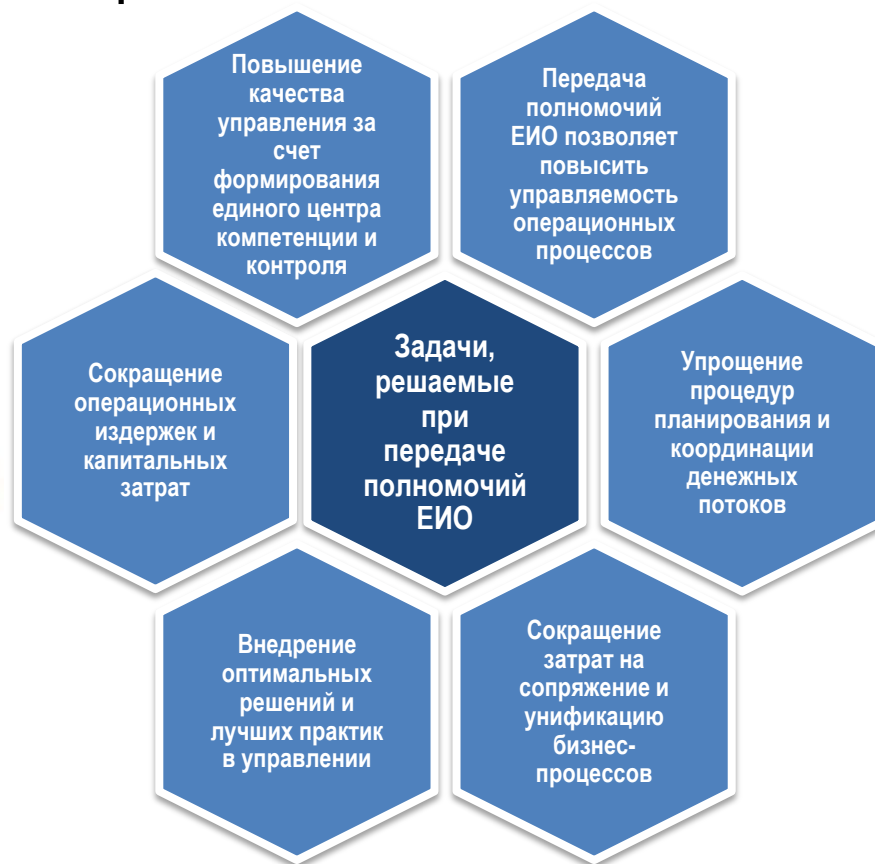 Повышение
качества
управления за
счет
формирования
единого центра
компетенции и
контроля
Передача
полномочий
ЕИО позволяет
повысить
управляемость
операционных
процессов
Сокращение
операционных
издержек и
капитальных
затрат
Задачи,
решаемые
при
передаче
полномочий
ЕИО
Упрощение
процедур
планирования и
координации
денежных
потоков
Внедрение
оптимальных
решений и
лучших практик
в управлении
Сокращение
затрат на
сопряжение и
унификацию
бизнес-
процессов